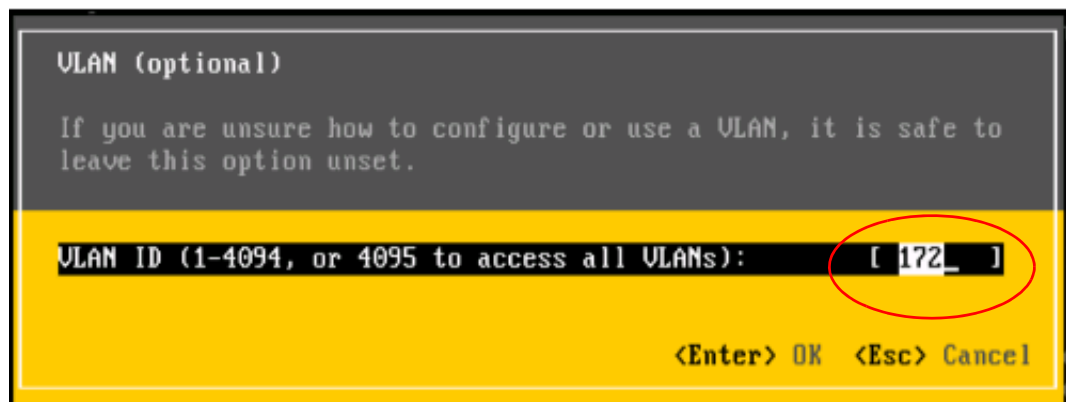 VLAN (optional)
If you are unsure how to configure or use a VLAN, it is safe to
leave this option unset.
VLAN ID (1-4094, or 4095 to access all VLANs): [ 172_ ]
<Enter> OK <Esc> Cancel